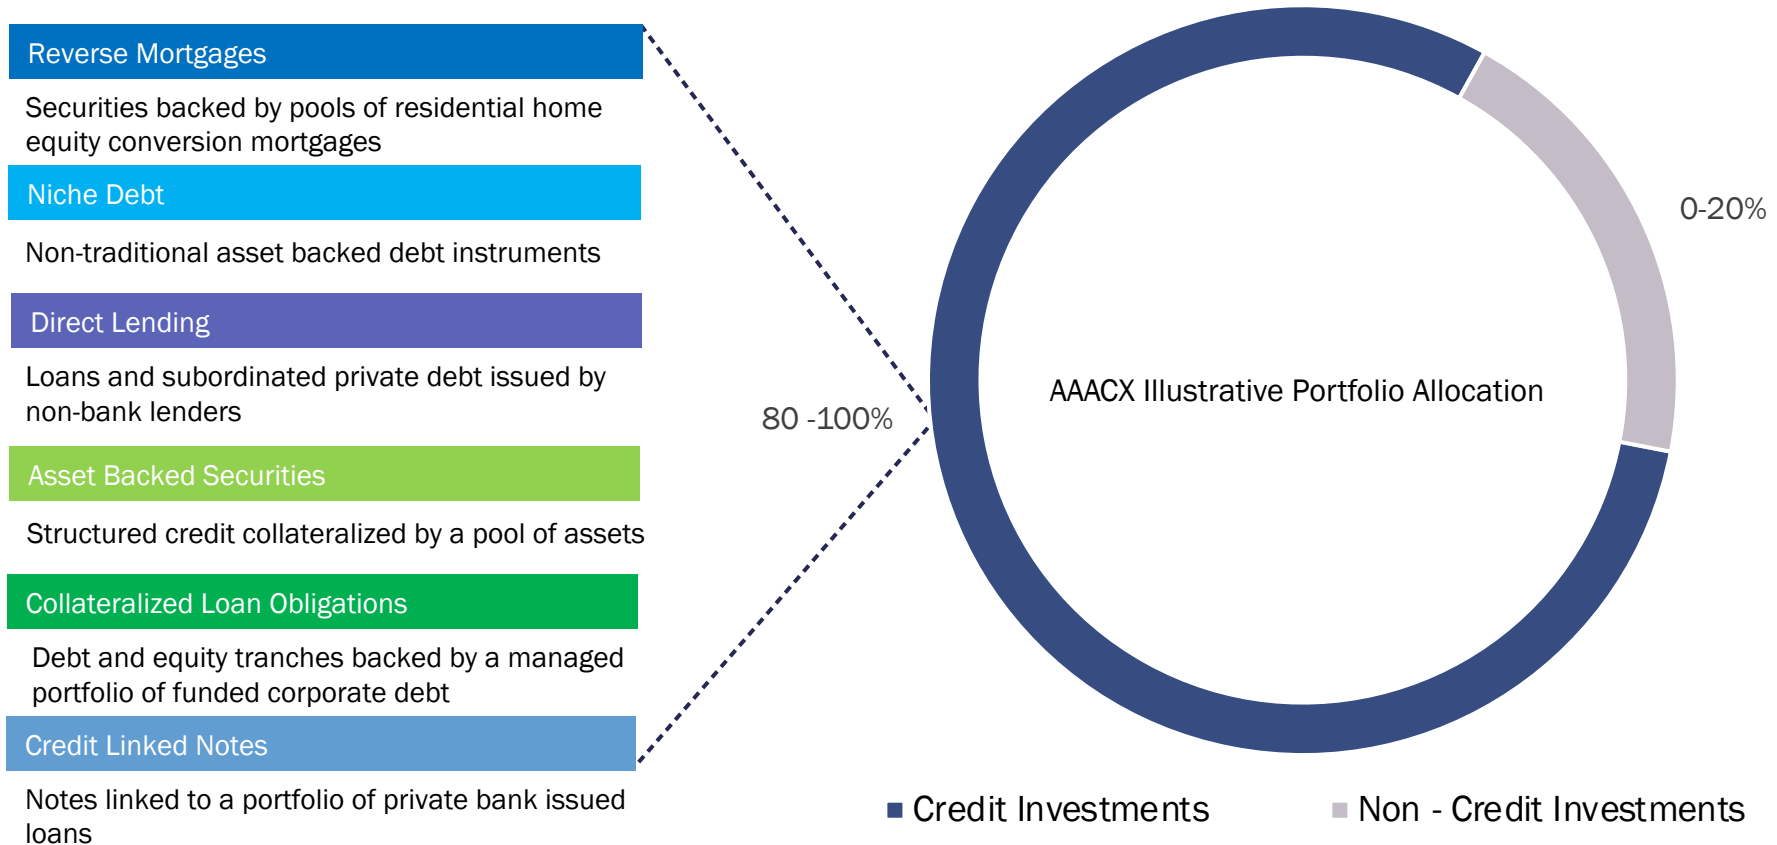 Reverse Mortgages
Securities backed by pools of residential home
equity conversion mortgages
Niche Debt
Non-traditional asset backed debt instruments
Direct Lending
Loans and subordinated private debt issued by
non-bank lenders
Asset Backed Securities
Structured credit collateralized by a pool of assets
Collateralized Loan Obligations
Debt and equity tranches backed by a managed
portfolio of funded corporate debt
Credit Linked Notes
Notes linked to a portfolio of private bank issued
loans
80 -100%
AAACX Illustrative Portfolio Allocation
0-20%
Credit Investments
Non - Credit Investments